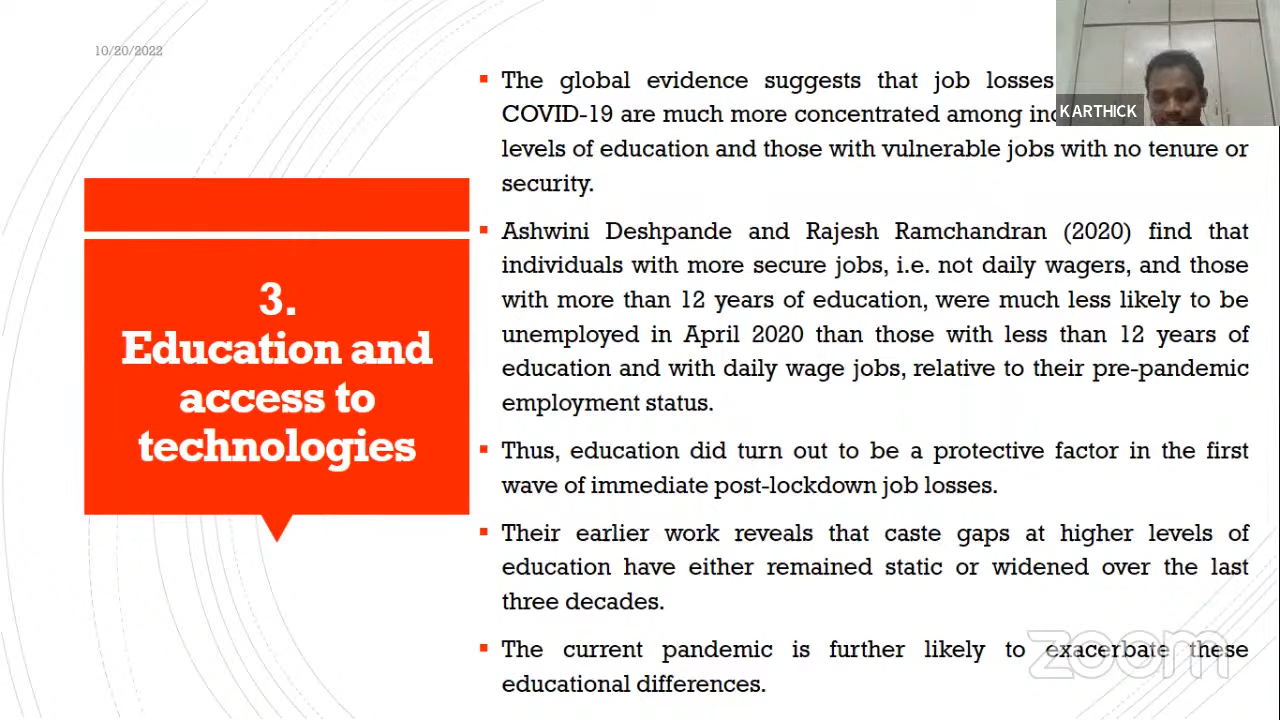 10/20/2022
3.
Education and
access to
technologies
The global evidence suggests that job losses
COVID-19 are much more concentrated among
levels of education and those with vulnerable jobs with no tenure or
security.
Ashwini Deshpande and Rajesh Ramchandran (2020) find that
individuals with more secure jobs, i.e. not daily wagers, and those
with more than 12 years of education, were much less likely to be
unemployed in April 2020 than those with less than 12 years of
education and with daily wage jobs, relative to their pre-pandemic
employment status.
Thus, education did turn out to be a protective factor in the first
wave of immediate post-lockdown job losses.
Their earlier work reveals that caste gaps at higher levels of
education have either remained static or widened over the last
three decades.
The current pandemic is further likely to exacerbate these
educational differences.
KARTHICK
zoom